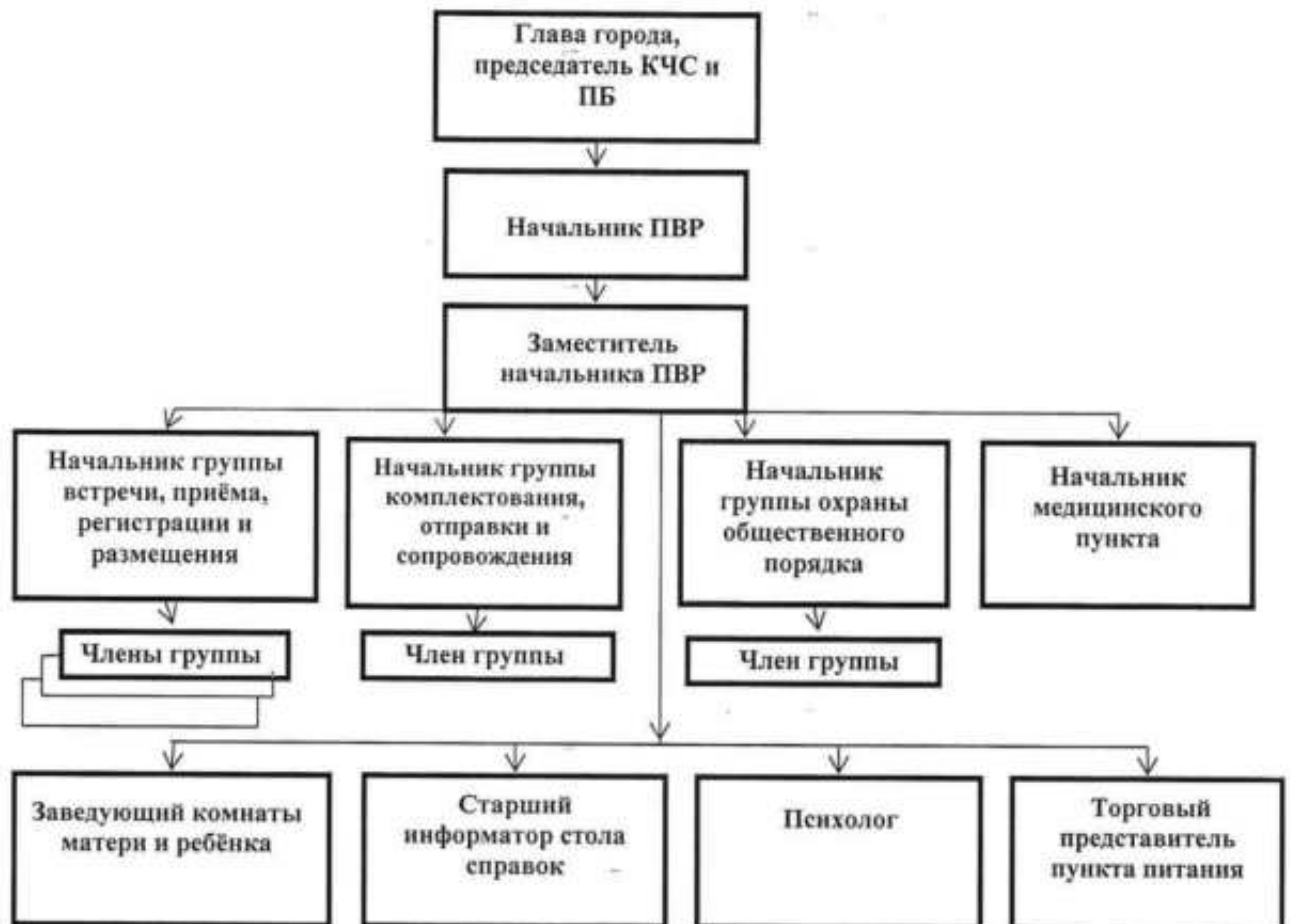 Глава города,
председатель КЧС и
ПБ
Начальник ПВР
Заместитель
начальника ПВР
Начальник группы
встречи, приёма,
регистрации и
размещения
Начальник группы
комплектования,
отправки и
сопровождения
Начальник
группы охраны
общественного
порядка
Начальник
медицинского
пункта
Члены группы
Член группы
Член группы
Заведующий комнаты
матери и ребёнка
Старший
информатор стола
справок
Психолог
Торговый
представитель
пункта питания